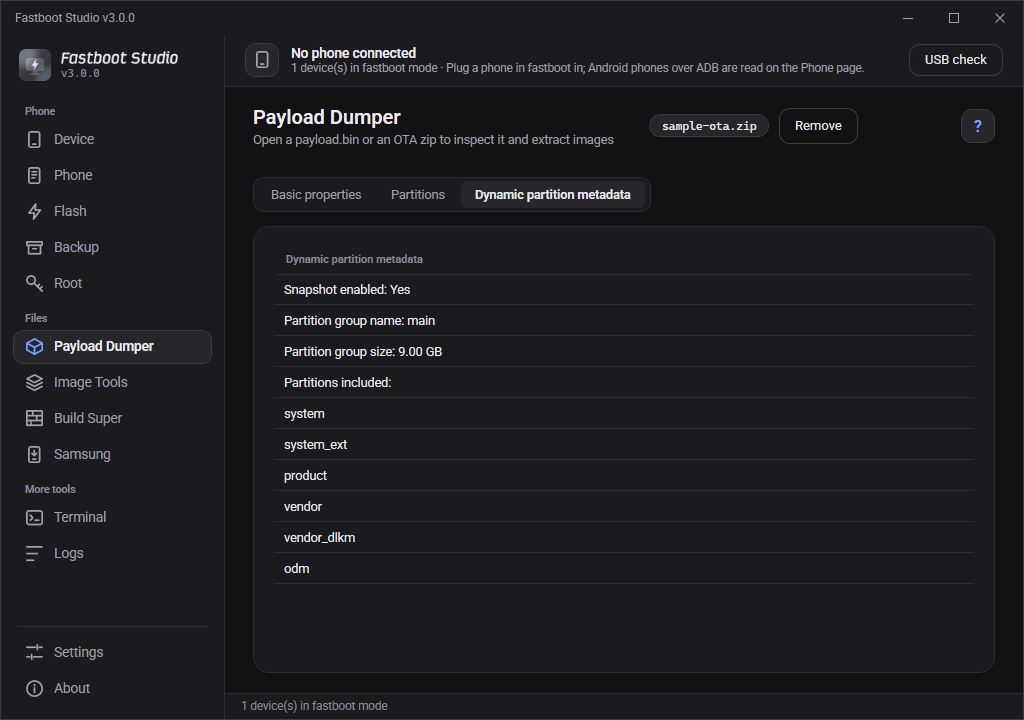 Fastboot Studio v3.0.0
Fastboot Studio
v3.0.0
Phone
Device
Phone
Flash
Backup
Root
Files
Payload Dumper
Image Tools
Build Super
Samsung
More tools
Terminal
Logs
Settings
About
No phone connected
1 device(s) in fastboot mode · Plug a phone in fastboot in; Android phones over ADB are read on the Phone page.
USB check
Payload Dumper
Open a payload.bin or an OTA zip to inspect it and extract images
sample-ota.zip
Remove
?
Basic properties
Partitions
Dynamic partition metadata
Dynamic partition metadata
Snapshot enabled: Yes
Partition group name: main
Partition group size: 9.00 GB
Partitions included:
system
system_ext
product
vendor
vendor_dlkm
odm
1 device(s) in fastboot mode